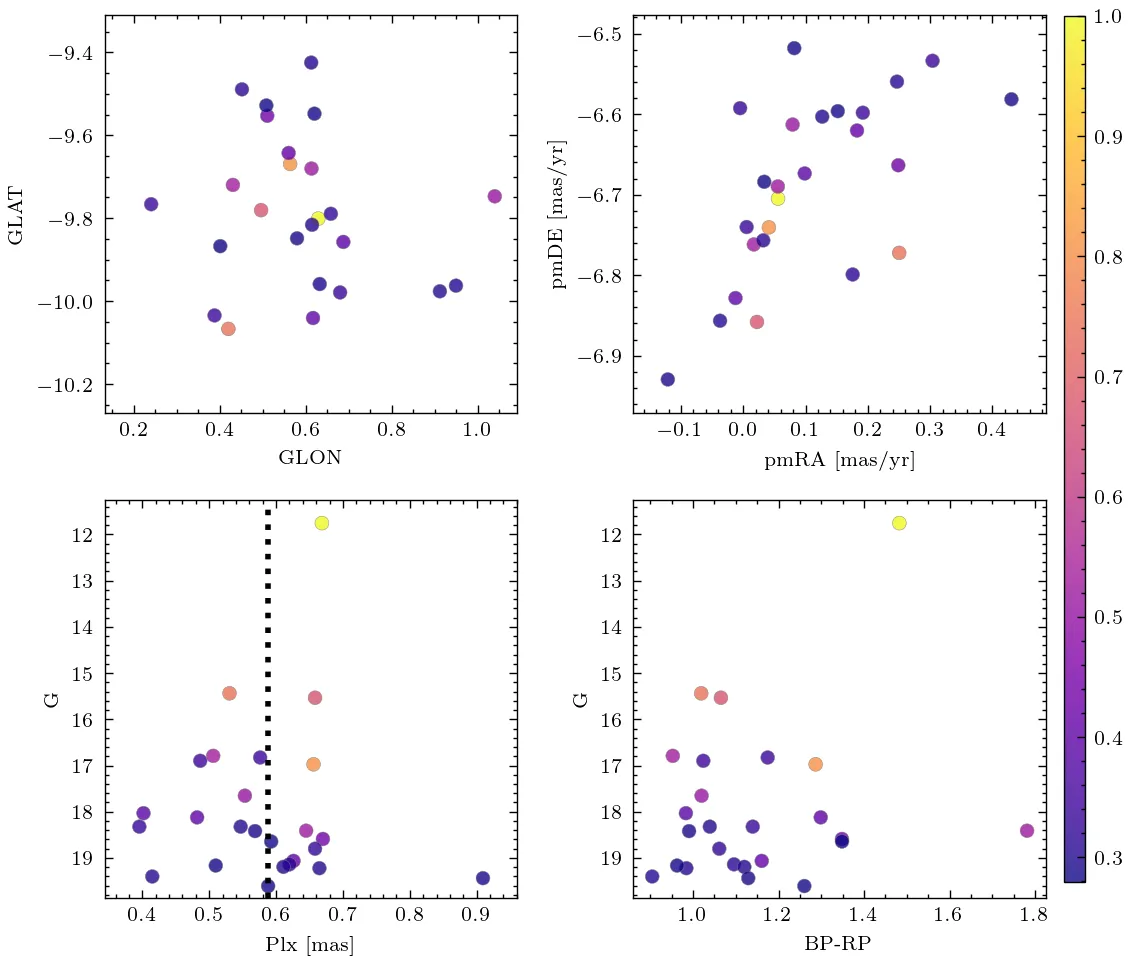 −9.4
−9.6
−9.8
−10.0
−10.2
GLAT
0.2 0.4 0.6 0.8 1.0
GLON
−6.5
−6.6
−6.7
−6.8
−6.9
pmDE [mas/yr]
−0.1 0.0 0.1 0.2 0.3 0.4
pmRA [mas/yr]
12
13
14
15
16
17
18
19
G
0.4 0.5 0.6 0.7 0.8 0.9
Plx [mas]
12
13
14
15
16
17
18
19
G
1.0 1.2 1.4 1.6 1.8
BP-RP
1.0
0.9
0.8
0.7
0.6
0.5
0.4
0.3